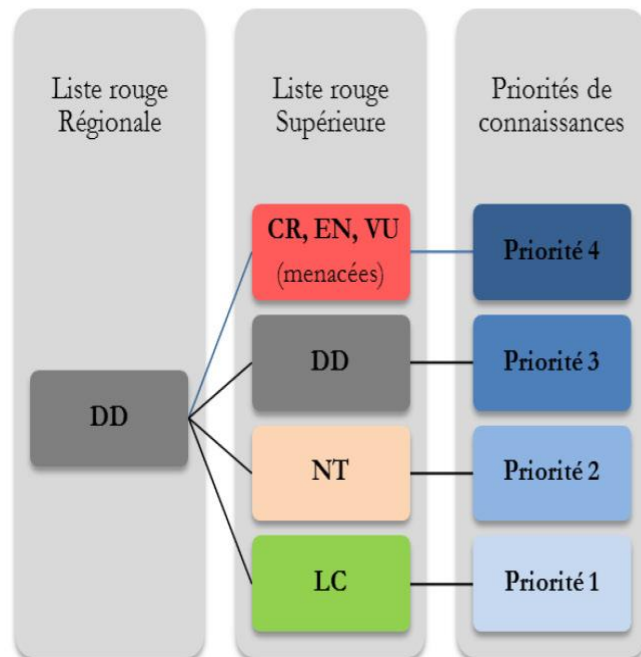 Liste rouge
Régionale
Liste rouge
Supérieure
Priorités de
connaissances
CR, EN, VU
(menacées)
Priorité 4
DD
Priorité 3
DD
NT
Priorité 2
LC
Priorité 1